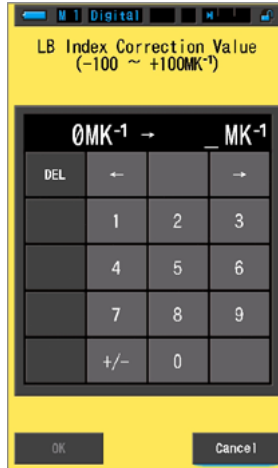 M 1 Digital
LB Index Correction Value
(-100 ~ +100MK⁻¹)
0MK⁻¹ → _ MK⁻¹
DEL ← →
1 2 3
4 5 6
7 8 9
+/- 0
OK Cancel